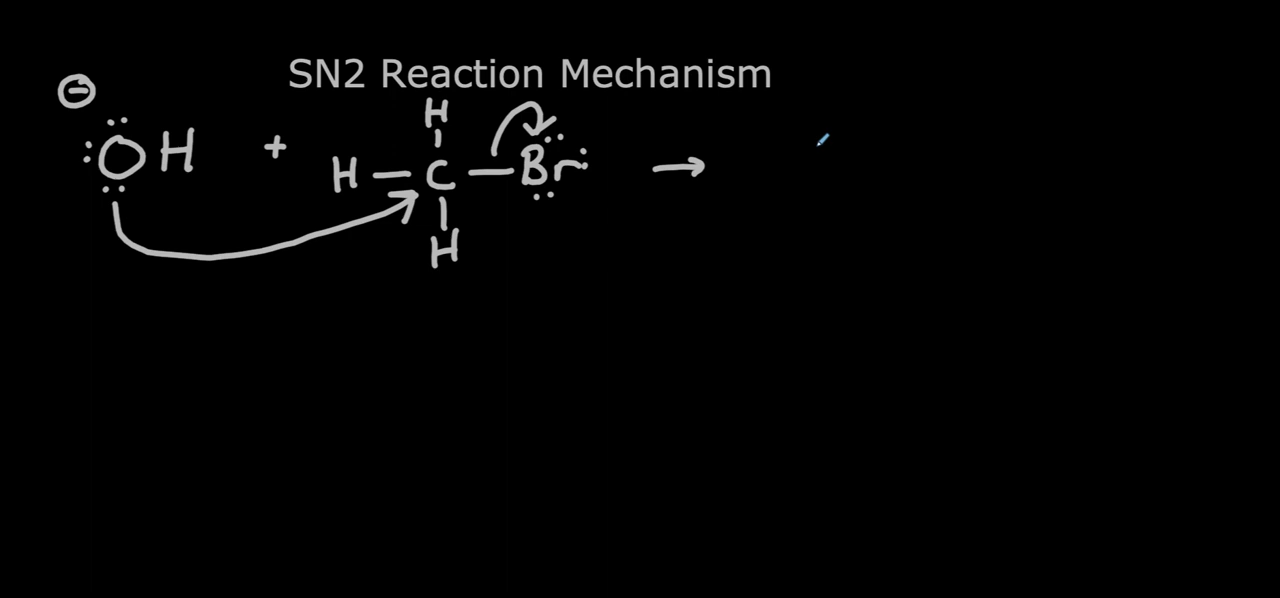 SN2 Reaction Mechanism
⊖
H
:ÖH + H – C – Br: →
H